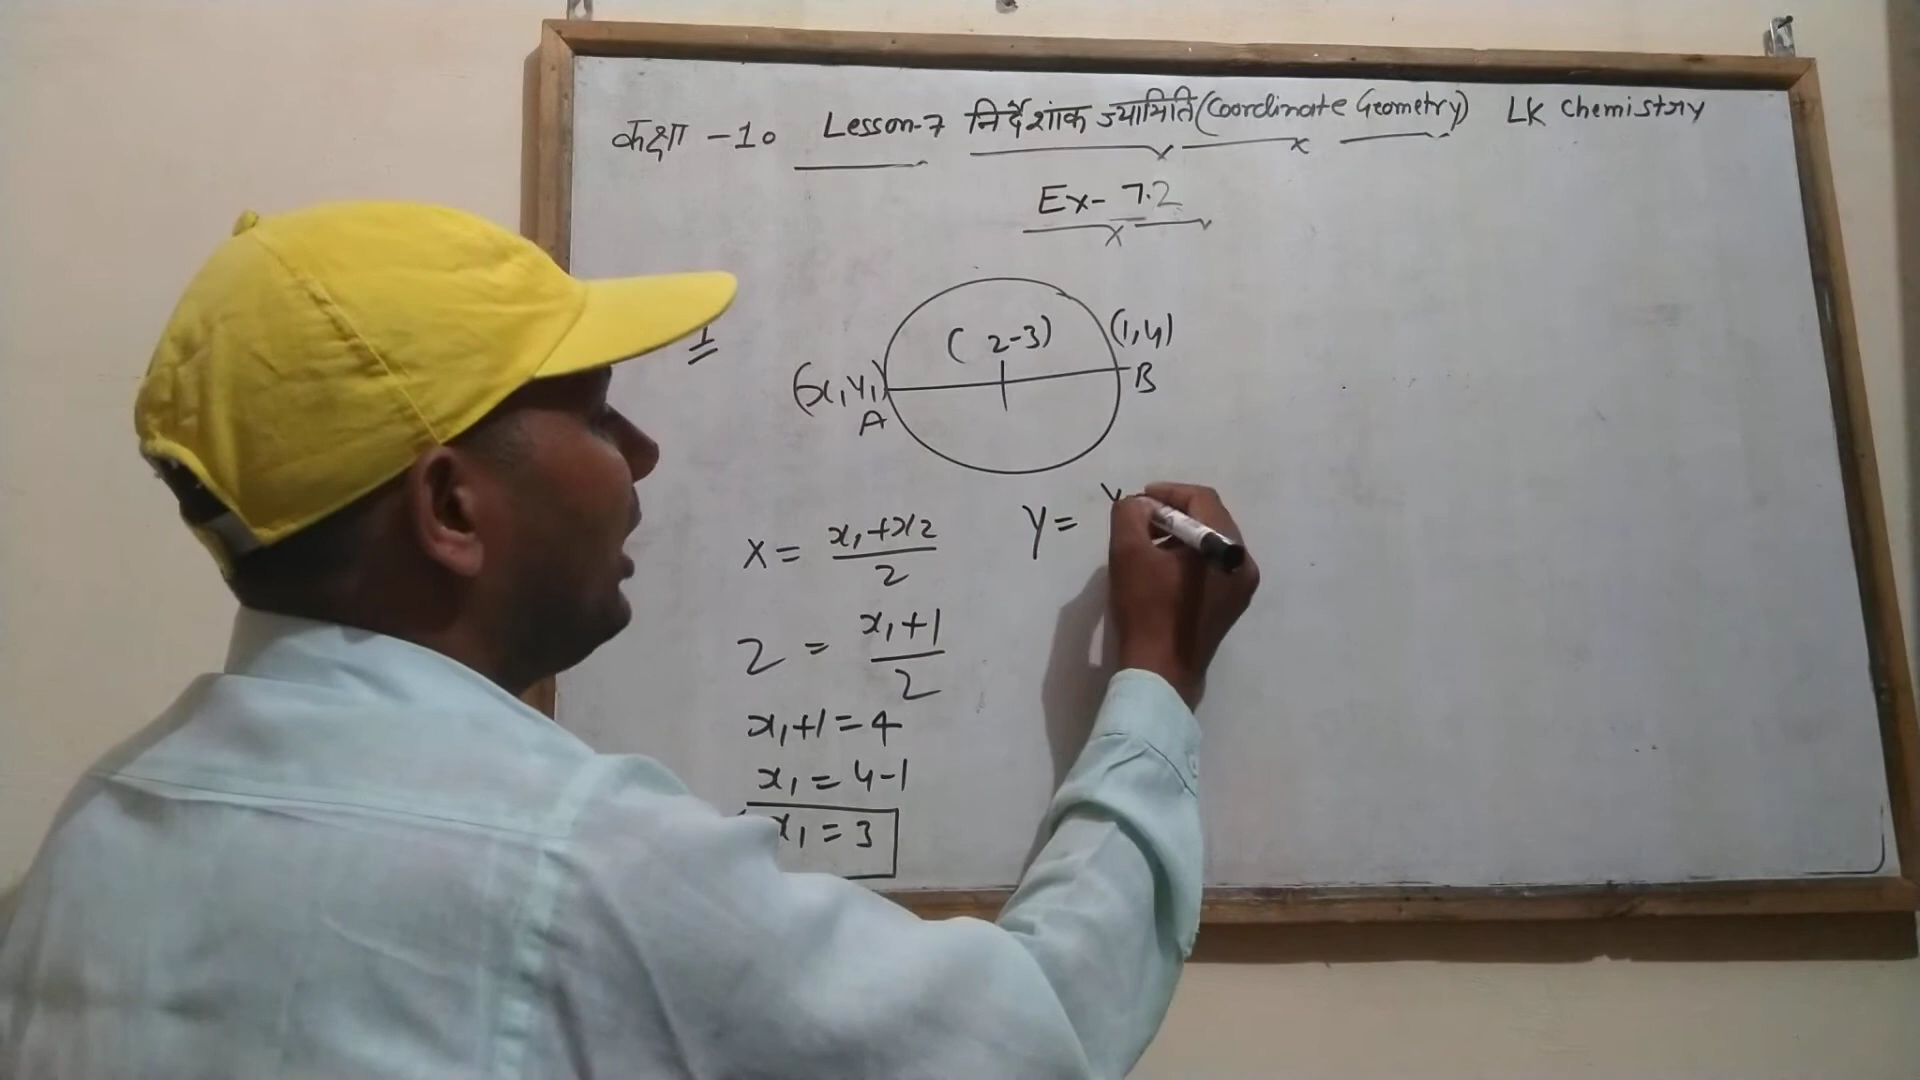 कक्षा -10 Lesson-7 निर्देशांक ज्यामिति (Coordinate Geometry) LK Chemistry
Ex- 7.2
1
( 2-3)
(1,4)
(x1 y1)
A
B
x = x1+x2 / 2
y =
2 = x1+1 / 2
x1+1=4
x1=4-1
x1=3